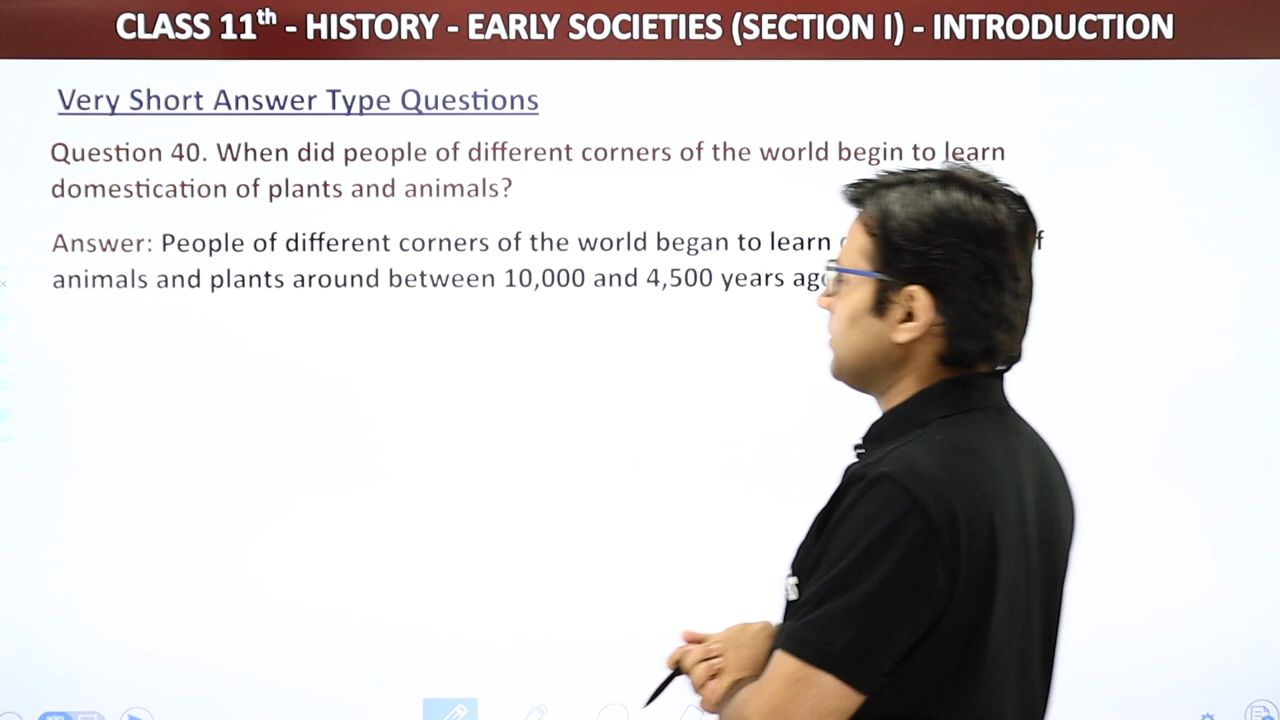 CLASS 11th - HISTORY - EARLY SOCIETIES (SECTION I) - INTRODUCTION
Very Short Answer Type Questions
Question 40. When did people of different corners of the world begin to learn
domestication of plants and animals?
Answer: People of different corners of the world began to learn
animals and plants around between 10,000 and 4,500 years